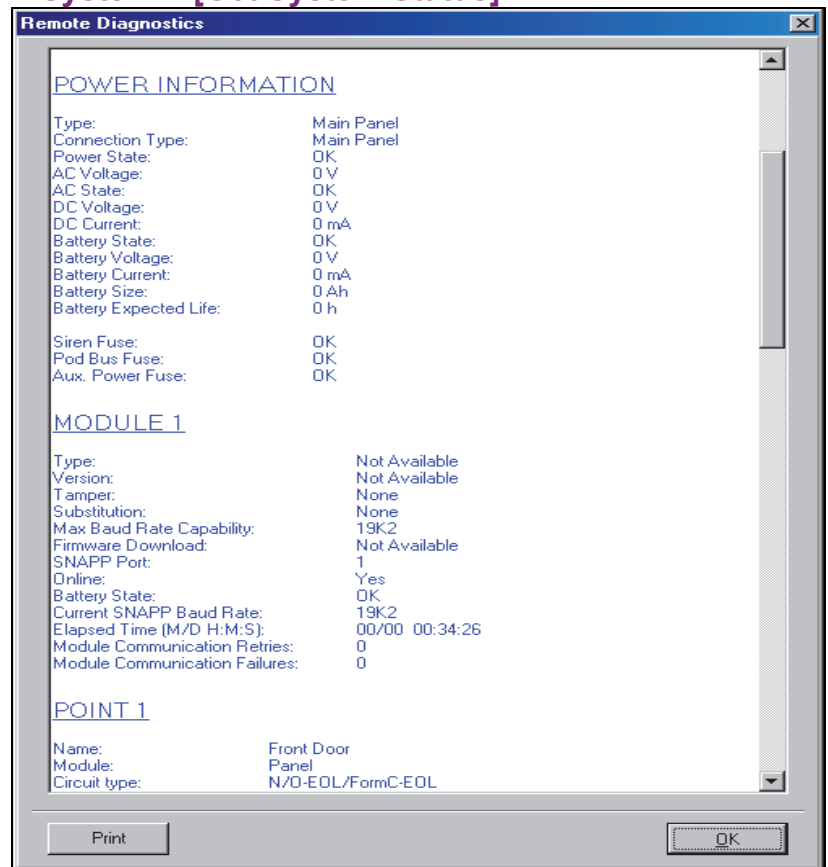 Remote Diagnostics
POWER INFORMATION
Type: Main Panel
Connection Type: Main Panel
Power State: OK
AC Voltage: 0 V
AC State: OK
DC Voltage: 0 V
DC Current: 0 mA
Battery State: OK
Battery Voltage: 0 V
Battery Current: 0 mA
Battery Size: 0 Ah
Battery Expected Life: 0 h
Siren Fuse: OK
Pod Bus Fuse: OK
Aux. Power Fuse: OK
MODULE 1
Type: Not Available
Version: Not Available
Tamper: None
Substitution: None
Max Baud Rate Capability: 19K2
Firmware Download: Not Available
SNAPP Port: 1
Online: Yes
Battery State: OK
Current SNAPP Baud Rate: 19K2
Elapsed Time (M/D H:M:S): 00/00 00:34:26
Module Communication Retries: 0
Module Communication Failures: 0
POINT 1
Name: Front Door
Module: Panel
Circuit type: N/O-EOL/FormC-EOL
Print OK